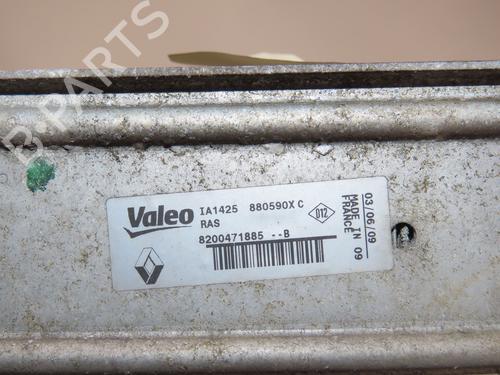 B-PARTS
Valeo IA1425 880590X C
RAS
8200471885 --B
D12
03/06/09
MADE IN
FRANCE 09